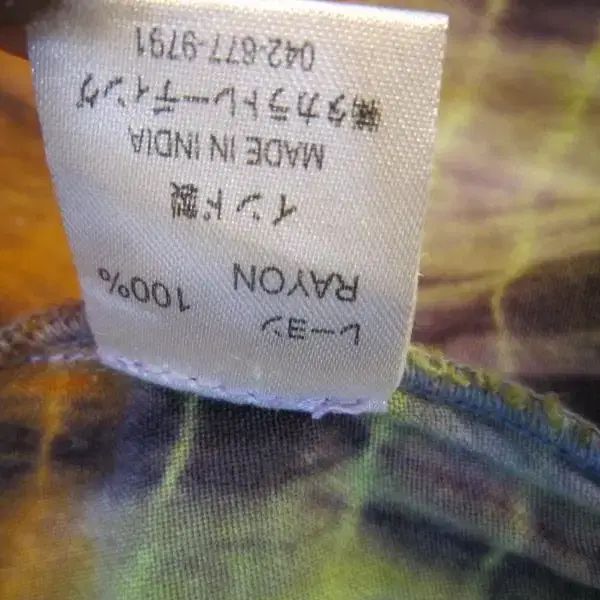 レーヨン
RAYON 100%
インド製
MADE IN INDIA
㈱タカラトレーディング
042-677-9791